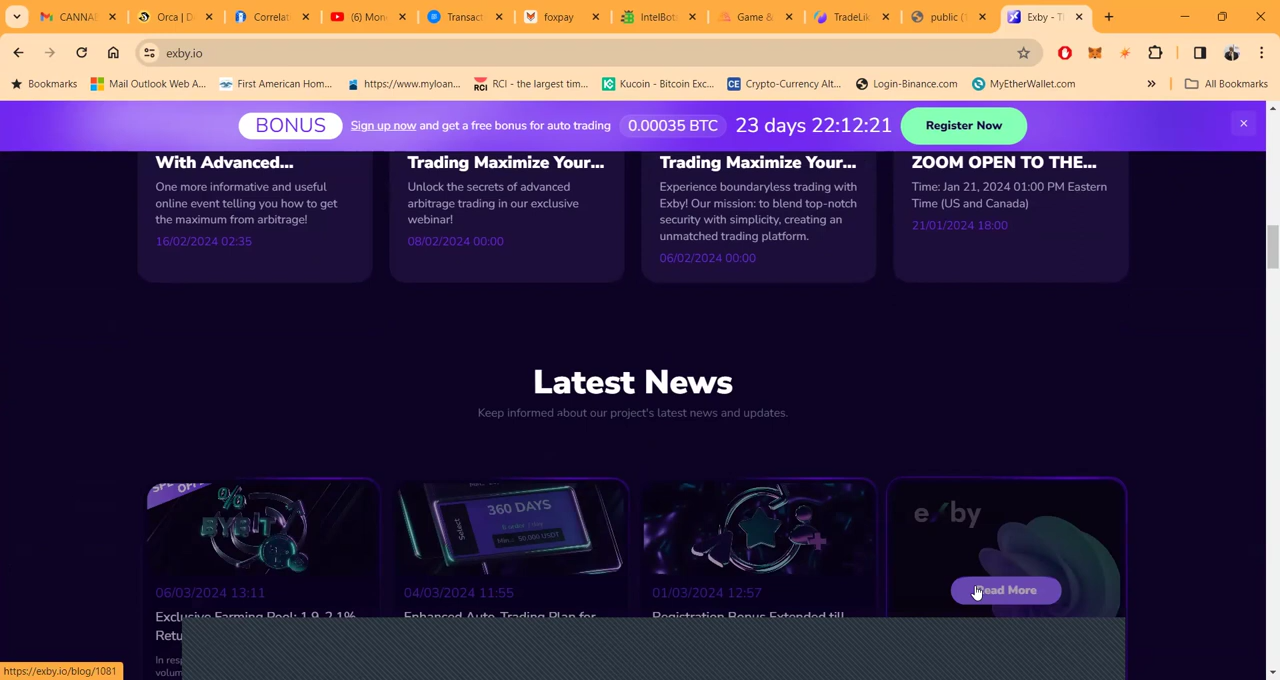 CANNAI
Orca | D
Correlat
(6) Mon
Transact
foxpay
IntelBot
Game &
TradeLik
public (
Exby - T
exby.io
Bookmarks
Mail Outlook Web A...
First American Hom...
https://www.myloan...
RCI - the largest tim...
Kucoin - Bitcoin Exc...
Crypto-Currency Alt...
Login-Binance.com
MyEtherWallet.com
All Bookmarks
BONUS Sign up now and get a free bonus for auto trading 0.00035 BTC 23 days 22:12:21 Register Now
With Advanced...
One more informative and useful
online event telling you how to get
the maximum from arbitrage!
16/02/2024 02:35
Trading Maximize Your...
Unlock the secrets of advanced
arbitrage trading in our exclusive
webinar!
08/02/2024 00:00
Trading Maximize Your...
Experience boundaryless trading with
Exby! Our mission: to blend top-notch
security with simplicity, creating an
unmatched trading platform.
06/02/2024 00:00
ZOOM OPEN TO THE...
Time: Jan 21, 2024 01:00 PM Eastern
Time (US and Canada)
21/01/2024 18:00
Latest News
Keep informed about our project's latest news and updates.
BYBIT
06/03/2024 13:11
Exclusive Farming Pool: 1.9-2.1%
Retu
In resp
volum
Select
360 DAYS
50,000 USDT
04/03/2024 11:55
Enhanced Auto-Trading Plan for
01/03/2024 12:57
Registration Bonus Extended till
exby
Read More
https://exby.io/blog/1081